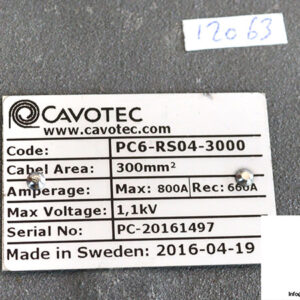 12063
CAVOTEC
www.cavotec.com
Code: PC6-RS04-3000
Cabel Area: 300mm²
Amperage: Max: 800A Rec: 660A
Max Voltage: 1,1kV
Serial No: PC-20161497
Made in Sweden: 2016-04-19